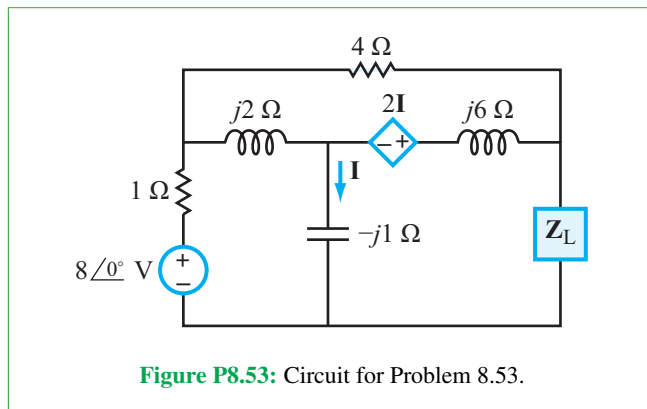 4 Ω
j2 Ω
2I
j6 Ω
− +
I
1 Ω
−j1 Ω
Z_L
8∠0° V
+
−
Figure P8.53: Circuit for Problem 8.53.